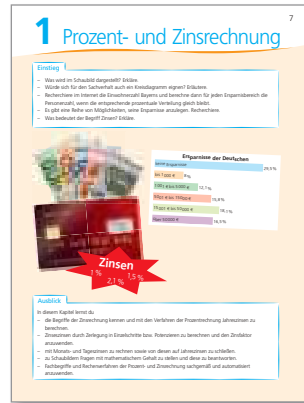 7
1 Prozent- und Zinsrechnung
Einstieg
– Was wird im Schaubild dargestellt? Erkläre.
– Würde sich für den Sachverhalt auch ein Kreisdiagramm eignen? Erläutere.
– Recherchiere im Internet die Einwohnerzahl Bayerns und berechne dann für jeden Ersparnisbereich die
Personenzahl, wenn die entsprechende prozentuale Verteilung gleich bleibt.
– Es gibt eine Reihe von Möglichkeiten, seine Ersparnisse anzulegen. Recherchiere.
– Was bedeutet der Begriff Zinsen? Erkläre.
Ersparnisse der Deutschen
keine Ersparnisse
29,5 %
bis 1000 €
8 %
12,1 %
15,8 %
16,5 %
Zinsen
1 %
1,5 %
2,1 %
Ausblick
In diesem Kapitel lernst du
– die Begriffe der Zinsrechnung kennen und mit den Verfahren der Prozentrechnung Jahreszinsen zu
berechnen.
– Zinseszinsen durch Zerlegung in Einzelschritte bzw. Potenzieren zu berechnen und den Zinsfaktor
anzuwenden.
– mit Monats- und Tageszinsen zu rechnen sowie von diesen auf Jahreszinsen zu schließen.
– zu Schaubildern Fragen mit mathematischem Gehalt zu stellen und diese zu beantworten.
– Fachbegriffe und Rechenverfahren der Prozent- und Zinsrechnung sachgemäß und automatisiert
anzuwenden.